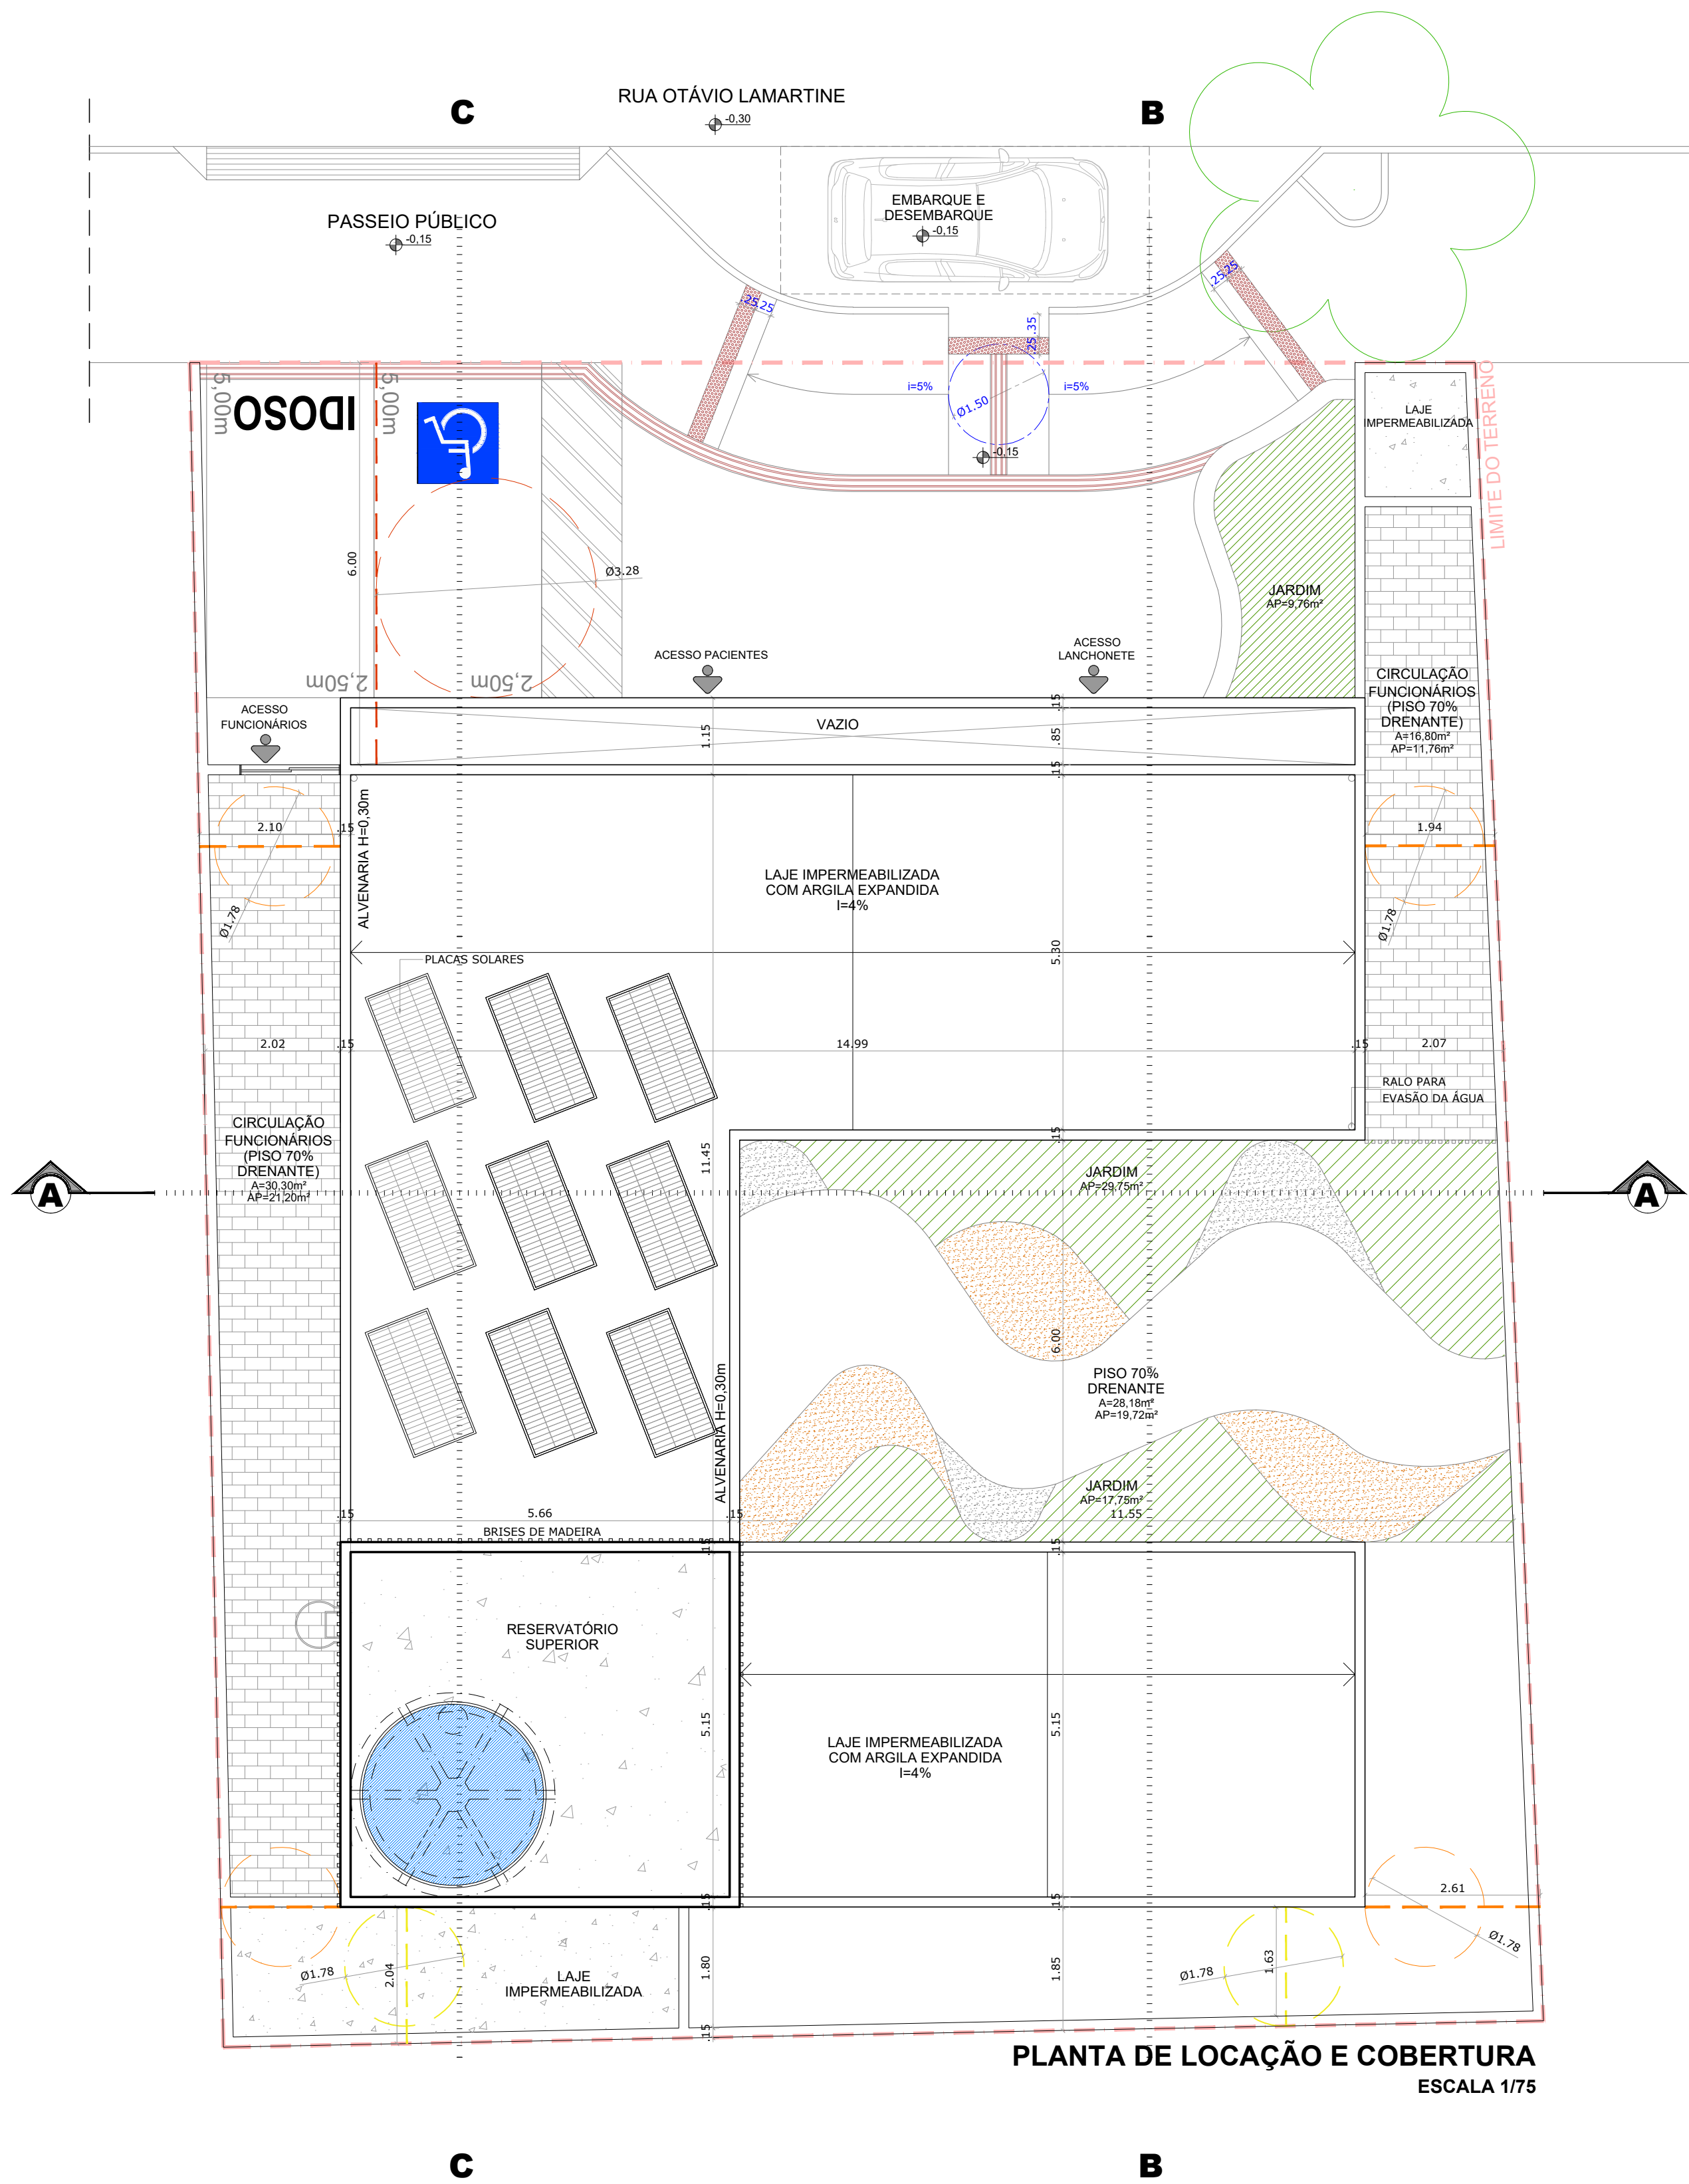 C
RUA OTÁVIO LAMARTINE
-0,30
B
PASSEIO PÚBLICO
-0,15
EMBARQUE E
DESEMBARQUE
-0,15
.25.25
.25.25
.25.35
i=5%
i=5%
Ø1.50
-0,15
5,00m
IDOSO
5,00m
LAJE
IMPERMEABILIZADA
LIMITE DO TERRENO
6.00
Ø3.28
JARDIM
AP=9,76m²
2,50m
2,50m
ACESSO PACIENTES
ACESSO
LANCHONETE
CIRCULAÇÃO
FUNCIONÁRIOS
(PISO 70%
DRENANTE)
A=16,80m²
AP=11,76m²
ACESSO
FUNCIONÁRIOS
VAZIO
1.15
.15
.85
.15
2.10
.15
ALVENARIA H=0,30m
1.94
Ø1.78
Ø1.78
LAJE IMPERMEABILIZADA
COM ARGILA EXPANDIDA
I=4%
5.30
PLACAS SOLARES
2.02
.15
14.99
.15
2.07
RALO PARA
EVASÃO DA ÁGUA
.15
CIRCULAÇÃO
FUNCIONÁRIOS
(PISO 70%
DRENANTE)
A=30,30m²
AP=21,20m²
11.45
JARDIM
AP=29,75m²
A
A
6.00
PISO 70%
DRENANTE
A=28,18m²
AP=19,72m²
ALVENARIA H=0,30m
JARDIM
AP=17,75m²
.15
5.66
.15
11.55
BRISES DE MADEIRA
.15
.15
RESERVATÓRIO
SUPERIOR
5.15
5.15
LAJE IMPERMEABILIZADA
COM ARGILA EXPANDIDA
I=4%
.15
.15
2.61
Ø1.78
Ø1.78
2.04
LAJE
IMPERMEABILIZADA
1.80
1.85
Ø1.78
1.63
.15
PLANTA DE LOCAÇÃO E COBERTURA
ESCALA 1/75
C
B